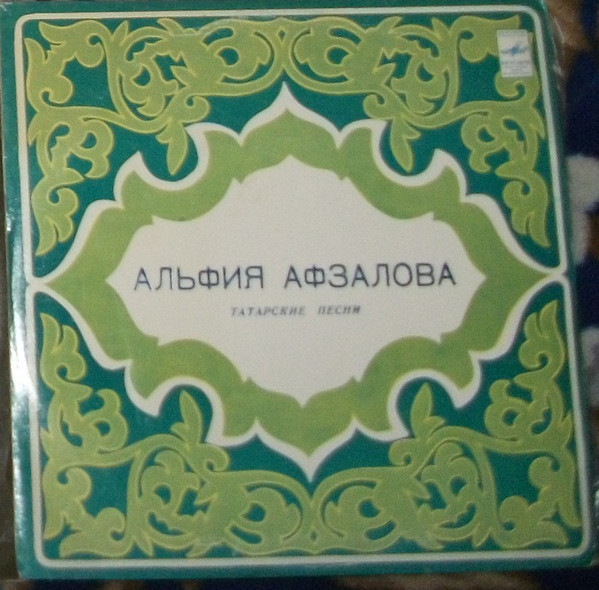 АЛЬФИЯ АФЗАЛОВА
ТАТАРСКИЕ ПЕСНИ